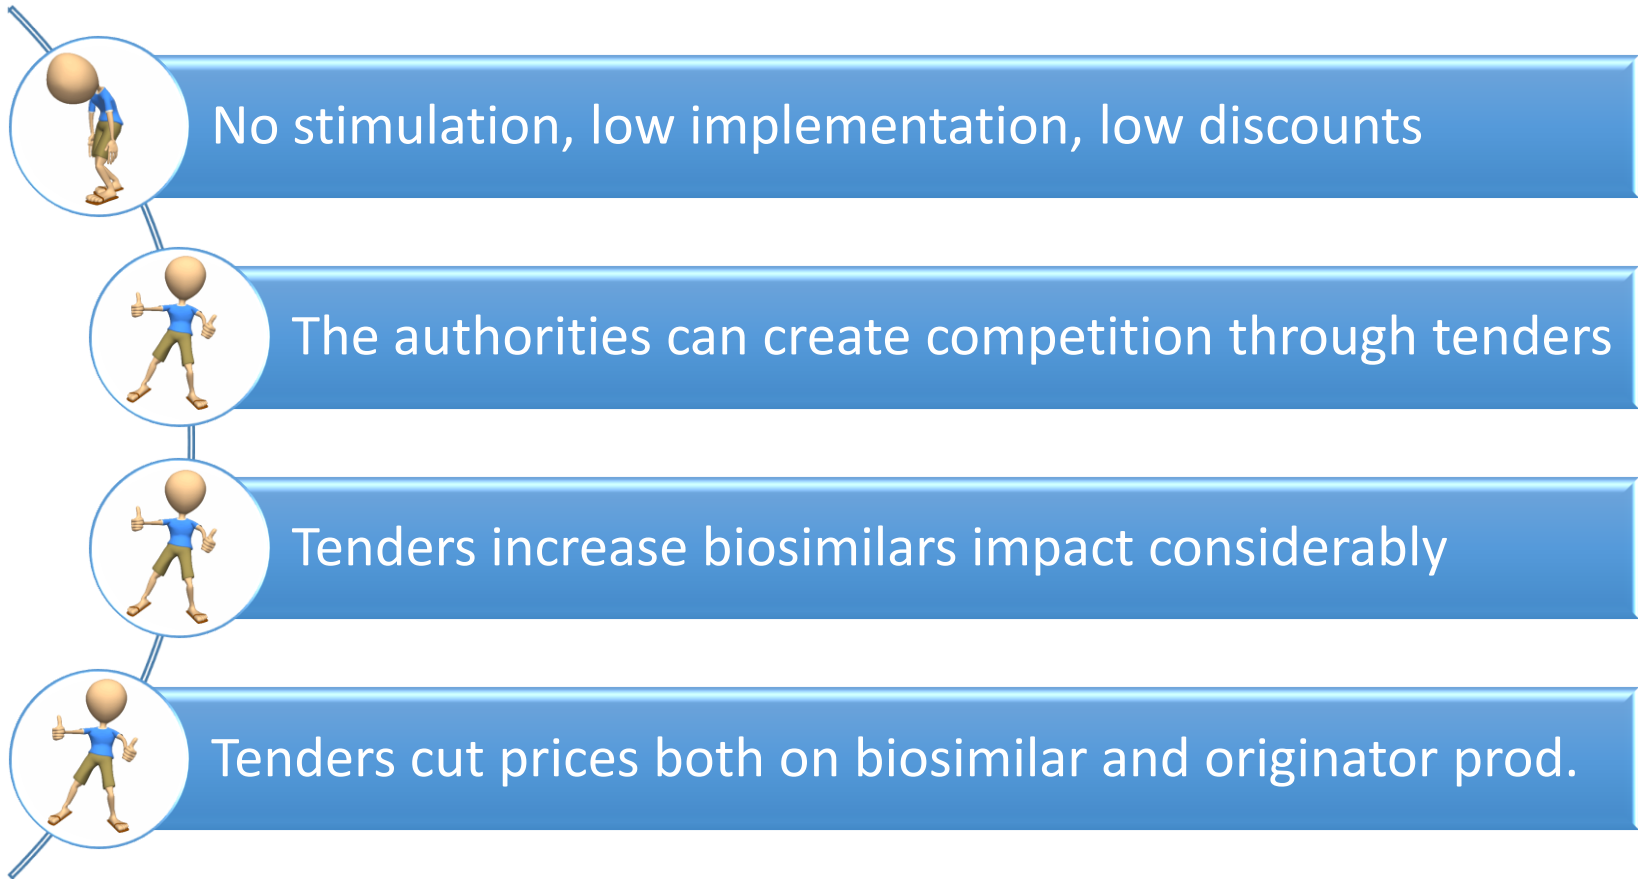 No stimulation, low implementation, low discounts
The authorities can create competition through tenders
Tenders increase biosimilars impact considerably
Tenders cut prices both on biosimilar and originator prod.